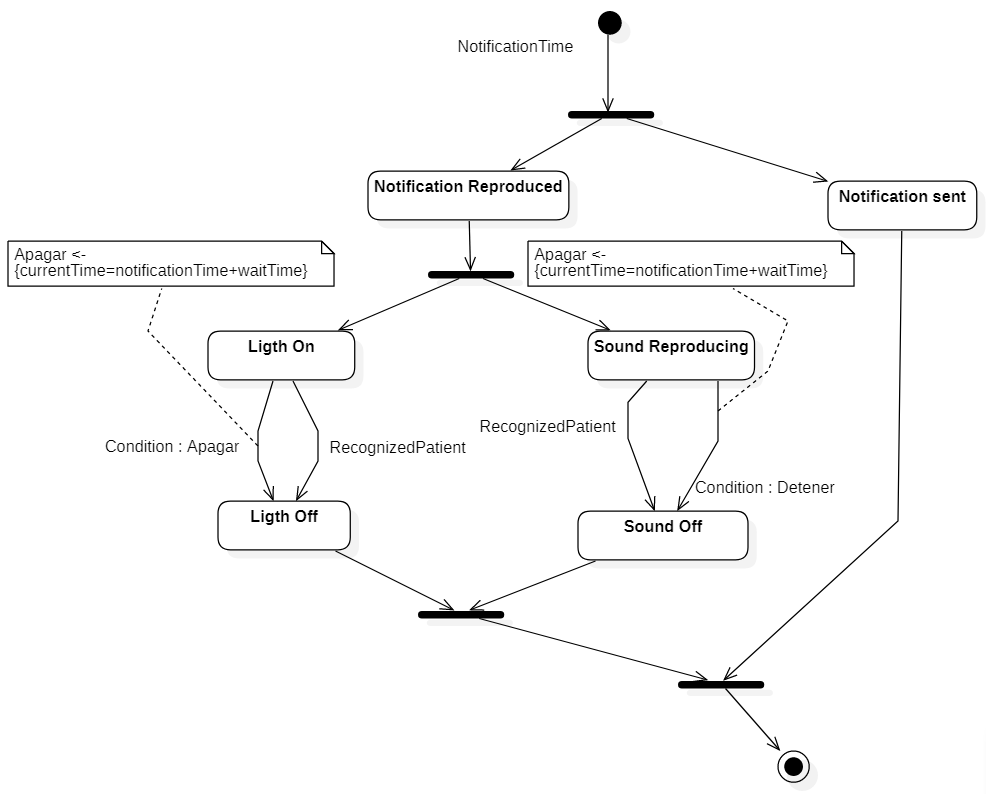 NotificationTime
Notification Reproduced
Notification sent
Apagar <-
{currentTime=notificationTime+waitTime}
Apagar <-
{currentTime=notificationTime+waitTime}
Ligth On
Sound Reproducing
Condition : Apagar
RecognizedPatient
RecognizedPatient
Condition : Detener
Ligth Off
Sound Off